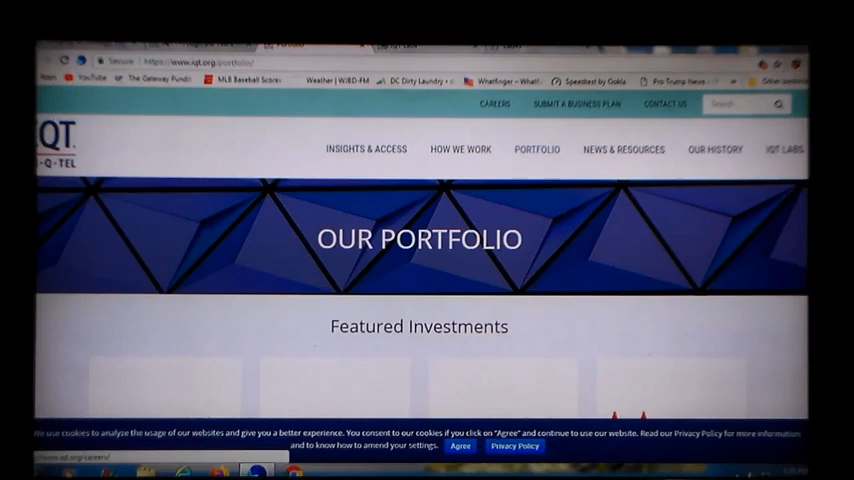 Secure https://www.iqt.org/portfolio/
Apps YouTube The Gateway Pundit MLB Baseball Scores Weather | WJBD-FM DC Dirty Laundry Whatfinger - What Speedtest by Ookla Pro Trump News Other bookma
CAREERS SUBMIT A BUSINESS PLAN CONTACT US Search
IQT
-Q-TEL
INSIGHTS & ACCESS HOW WE WORK PORTFOLIO NEWS & RESOURCES OUR HISTORY IQT LABS
OUR PORTFOLIO
Featured Investments
We use cookies to analyze the usage of our websites and give you a better experience. You consent to our cookies if you click on "Agree" and continue to use our website. Read our Privacy Policy for more information
and to know how to amend your settings. Agree Privacy Policy
www.iqt.org/careers/